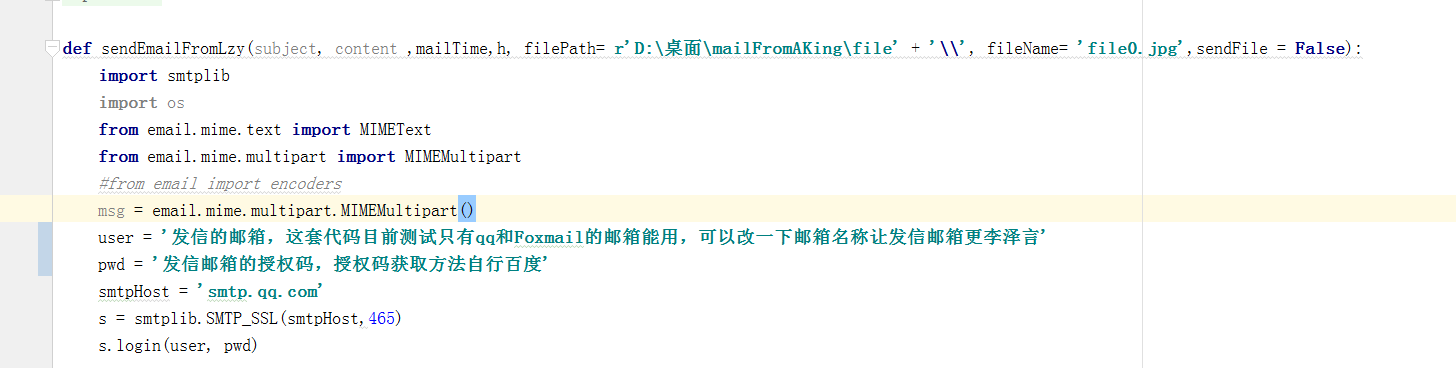 def sendEmailFromLzy(subject, content ,mailTime,h, filePath= r'D:\桌面\mailFromAKing\file' + '\\', fileName= 'file0.jpg',sendFile = False):
import smtplib
import os
from email.mime.text import MIMEText
from email.mime.multipart import MIMEMultipart
#from email import encoders
msg = email.mime.multipart.MIMEMultipart()
user = '发信的邮箱，这套代码目前测试只有qq和Foxmail的邮箱能用，可以改一下邮箱名称让发信邮箱更李泽言'
pwd = '发信邮箱的授权码，授权码获取方法自行百度'
smtpHost = 'smtp.qq.com'
s = smtplib.SMTP_SSL(smtpHost,465)
s.login(user, pwd)